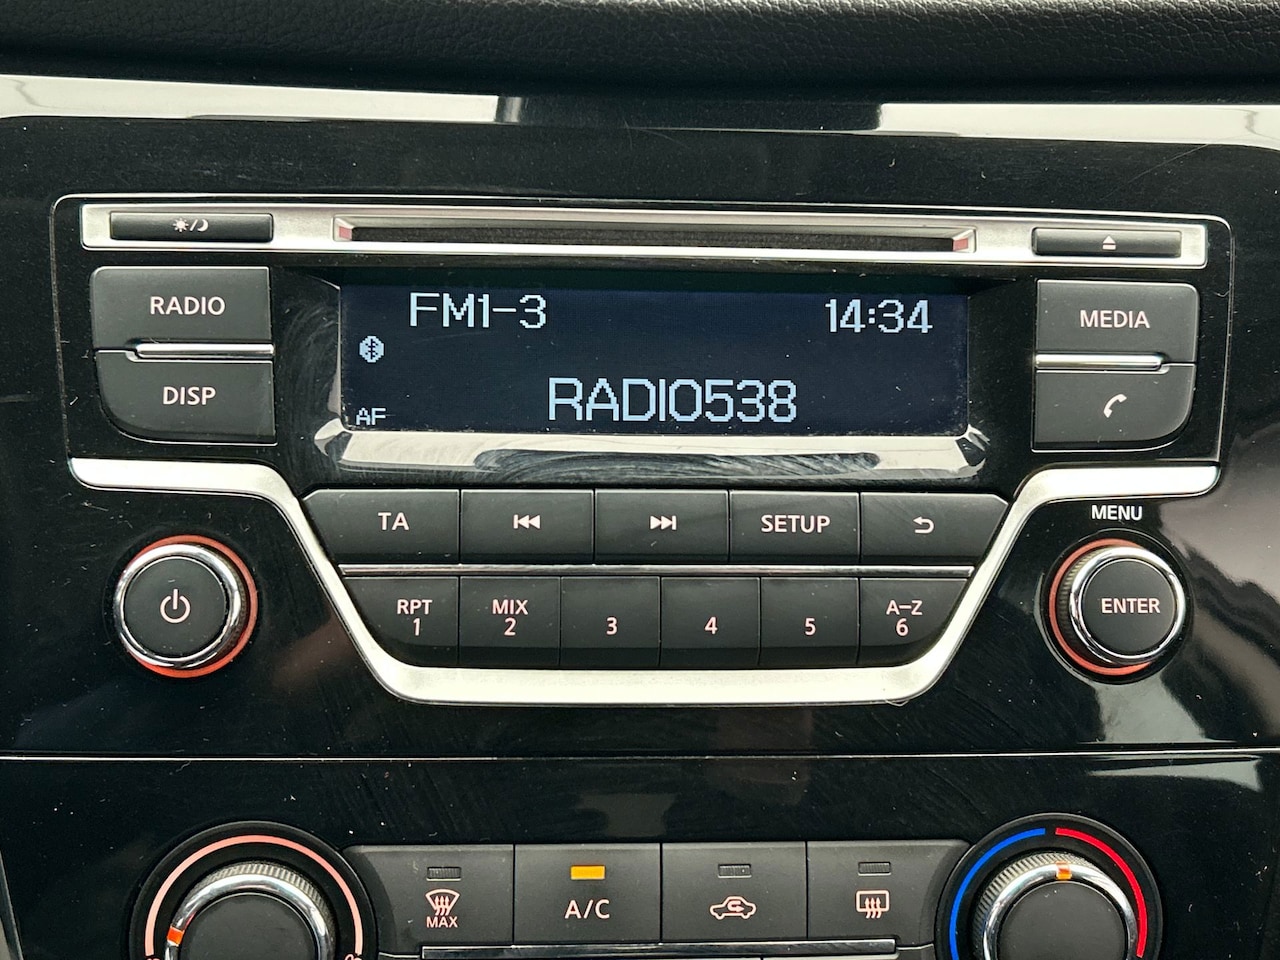 RADIO
DISP
FM1-3 14:34
AF RADIO538
MEDIA
TA SETUP
MENU
RPT 1
MIX 2
3
4
5
A-Z 6
ENTER
MAX
A/C